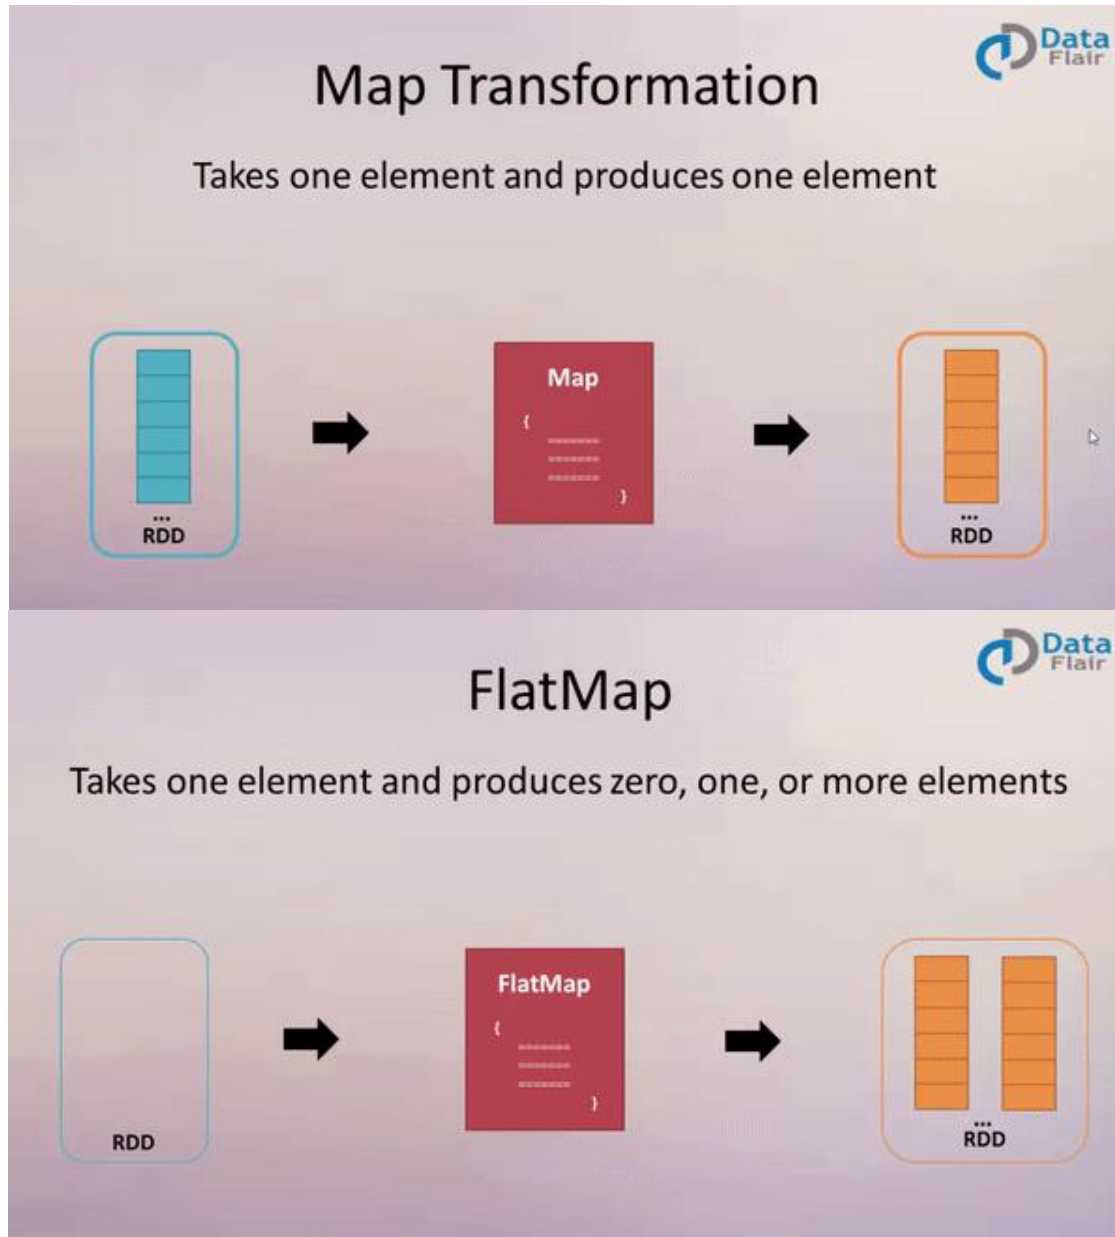 Data
Flair
Map Transformation
Takes one element and produces one element
Map
{
=======
=======
=======
}
...
RDD
...
RDD
Data
Flair
FlatMap
Takes one element and produces zero, one, or more elements
FlatMap
{
=======
=======
=======
}
RDD
...
RDD